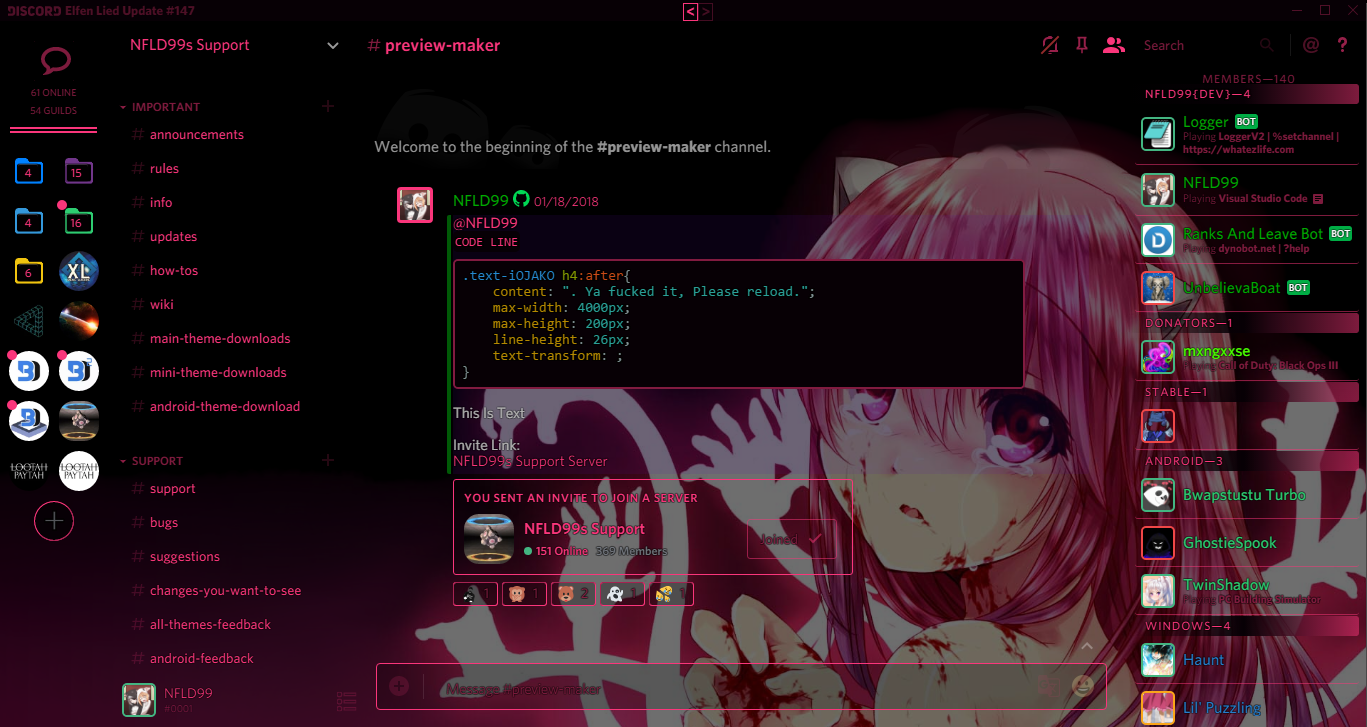 DISCORD Elfen Lied Update #147
< >
61 ONLINE
54 GUILDS
4
15
4
16
6
XL
LOOTAH PAYTAH
LOOTAH PAYTAH
NFLD99s Support
IMPORTANT
# announcements
# rules
# info
# updates
# how-tos
# wiki
# main-theme-downloads
# mini-theme-downloads
# android-theme-download
SUPPORT
# support
# bugs
# suggestions
# changes-you-want-to-see
# all-themes-feedback
# android-feedback
NFLD99
#0001
# preview-maker
Search
@ ?
Welcome to the beginning of the #preview-maker channel.
NFLD99 01/18/2018
@NFLD99
CODE LINE
.text-iOJAKO h4:after{
content: ". Ya fucked it, Please reload.";
max-width: 4000px;
max-height: 200px;
line-height: 26px;
text-transform: ;
}
This Is Text
Invite Link:
NFLD99s Support Server
YOU SENT AN INVITE TO JOIN A SERVER
NFLD99s Support
151 Online 369 Members
Joined
1 1 2 1 1
Message #preview-maker
MEMBERS—140
NFLD99{DEV}—4
Logger BOT
Playing LoggerV2 | %setchannel |
https://whatezlife.com
NFLD99
Playing Visual Studio Code
Ranks And Leave Bot BOT
Playing dynobot.net | ?help
UnbelievaBoat BOT
DONATORS—1
mxngxxse
Playing Call of Duty: Black Ops III
STABLE—1
ANDROID—3
Bwapstustu Turbo
GhostieSpook
TwinShadow
Playing PC Building Simulator
WINDOWS—4
Haunt
Lil' Puzzling